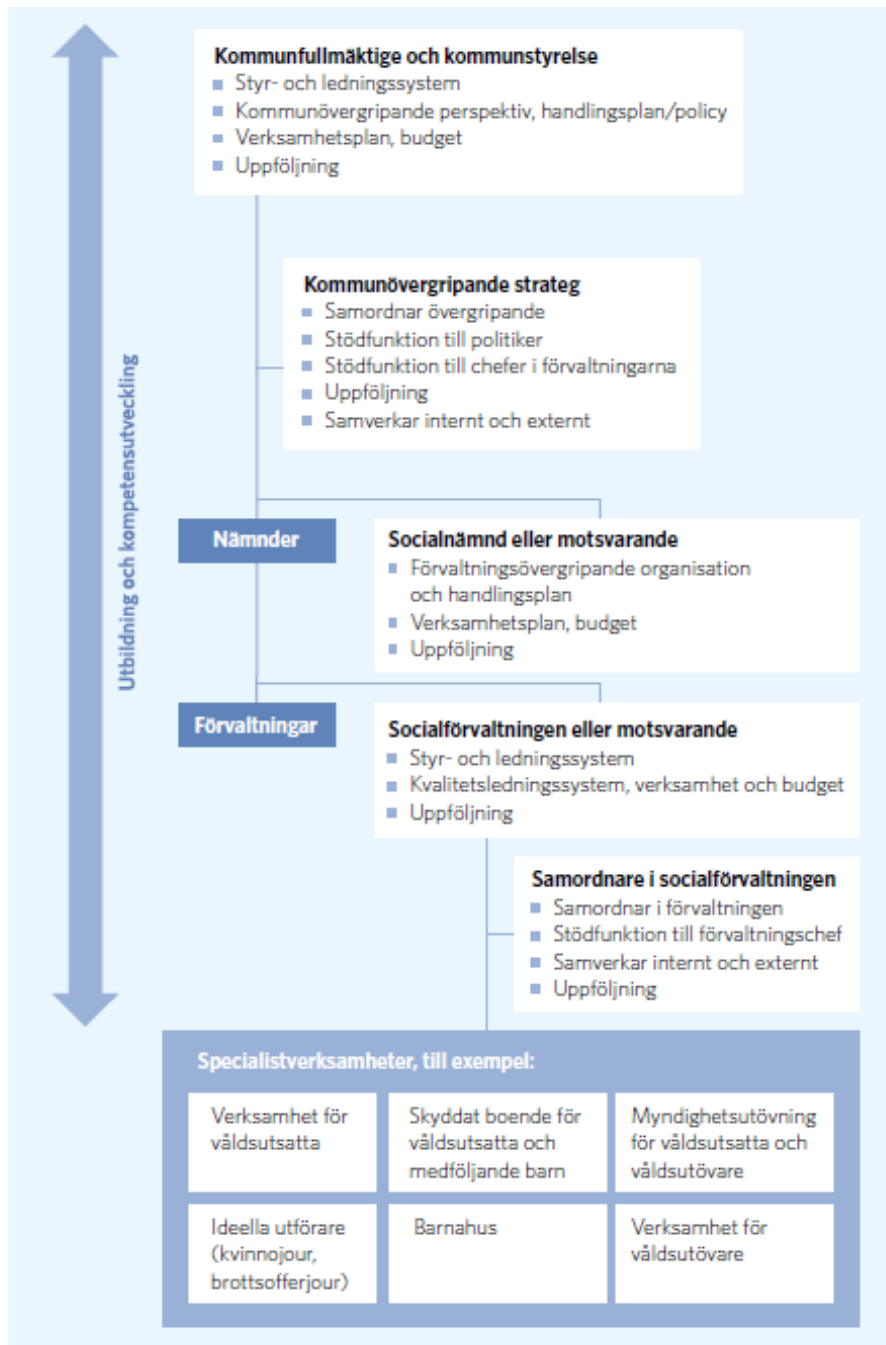 Kommunfullmäktige och kommunstyrelse
Styr- och ledningssystem
Kommunövergripande perspektiv, handlingsplan/policy
Verksamhetsplan, budget
Uppföljning
Kommunövergripande strateg
Samordnar övergripande
Stödfunktion till politiker
Stödfunktion till chefer i förvaltningarna
Uppföljning
Samverkar internt och externt
Utbildning och kompetensutveckling
Nämnder
Socialnämnd eller motsvarande
Förvaltningsövergripande organisation
och handlingsplan
Verksamhetsplan, budget
Uppföljning
Förvaltningar
Socialförvaltningen eller motsvarande
Styr- och ledningssystem
Kvalitetsledningssystem, verksamhet och budget
Uppföljning
Samordnare i socialförvaltningen
Samordnar i förvaltningen
Stödfunktion till förvaltningschef
Samverkar internt och externt
Uppföljning
Specialistverksamheter, till exempel:
Verksamhet för
våldsutsatta
Skyddat boende för
våldsutsatta och
medföljande barn
Myndighetsutövning
för våldsutsatta och
våldsutövare
Ideella utförare
(kvinnojour,
brottsofferjour)
Barnahus
Verksamhet för
våldsutövare